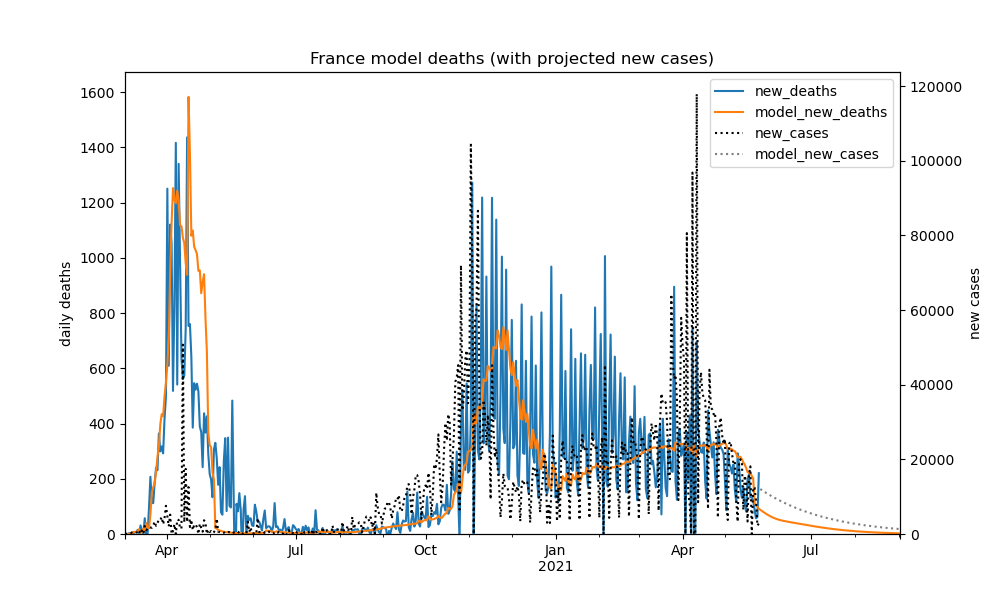 France model deaths (with projected new cases)
daily deaths
1600
1400
1200
1000
800
600
400
200
0
new_deaths
model_new_deaths
new_cases
model_new_cases
120000
100000
80000
60000
40000
20000
0
new cases
Apr Jul Oct Jan Apr Jul
2021